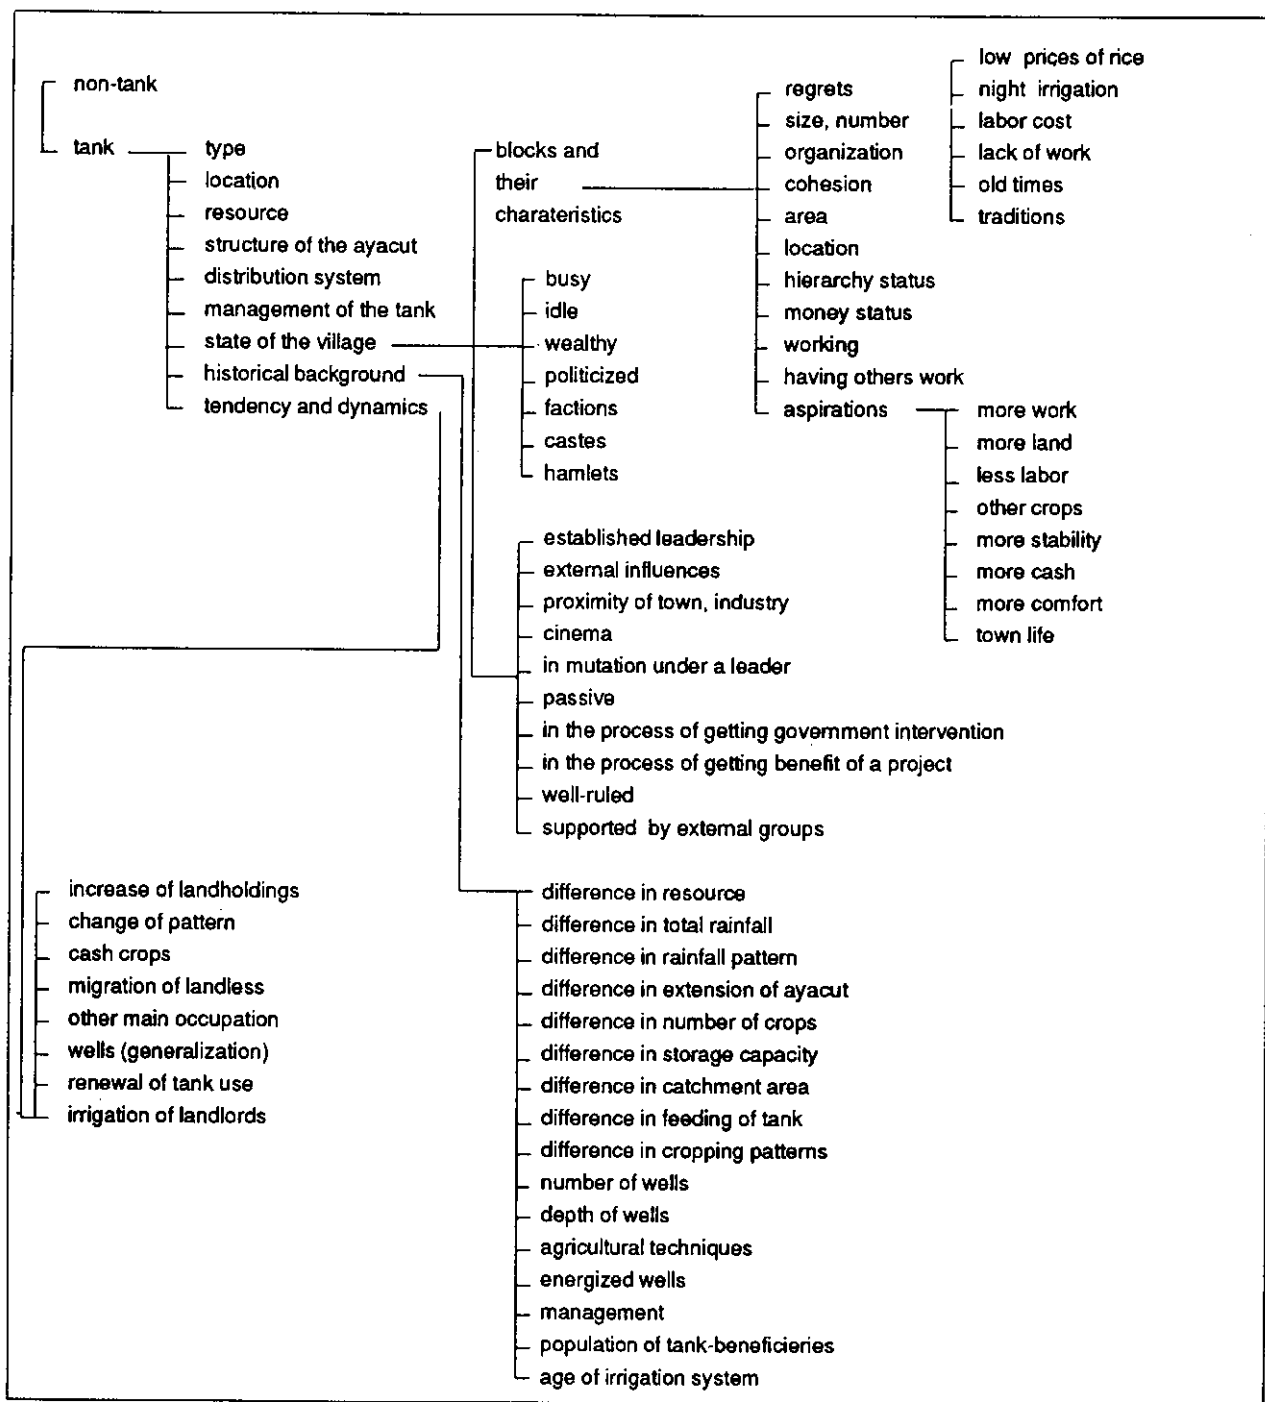 non-tank
tank
type
location
resource
structure of the ayacut
distribution system
management of the tank
state of the village
historical background
tendency and dynamics
blocks and
their
charateristics
busy
idle
wealthy
politicized
factions
castes
hamlets
regrets
size, number
organization
cohesion
area
location
hierarchy status
money status
working
having others work
aspirations
low prices of rice
night irrigation
labor cost
lack of work
old times
traditions
more work
more land
less labor
other crops
more stability
more cash
more comfort
town life
established leadership
external influences
proximity of town, industry
cinema
in mutation under a leader
passive
in the process of getting government intervention
in the process of getting benefit of a project
well-ruled
supported by external groups
increase of landholdings
change of pattern
cash crops
migration of landless
other main occupation
wells (generalization)
renewal of tank use
irrigation of landlords
difference in resource
difference in total rainfall
difference in rainfall pattern
difference in extension of ayacut
difference in number of crops
difference in storage capacity
difference in catchment area
difference in feeding of tank
difference in cropping patterns
number of wells
depth of wells
agricultural techniques
energized wells
management
population of tank-beneficieries
age of irrigation system